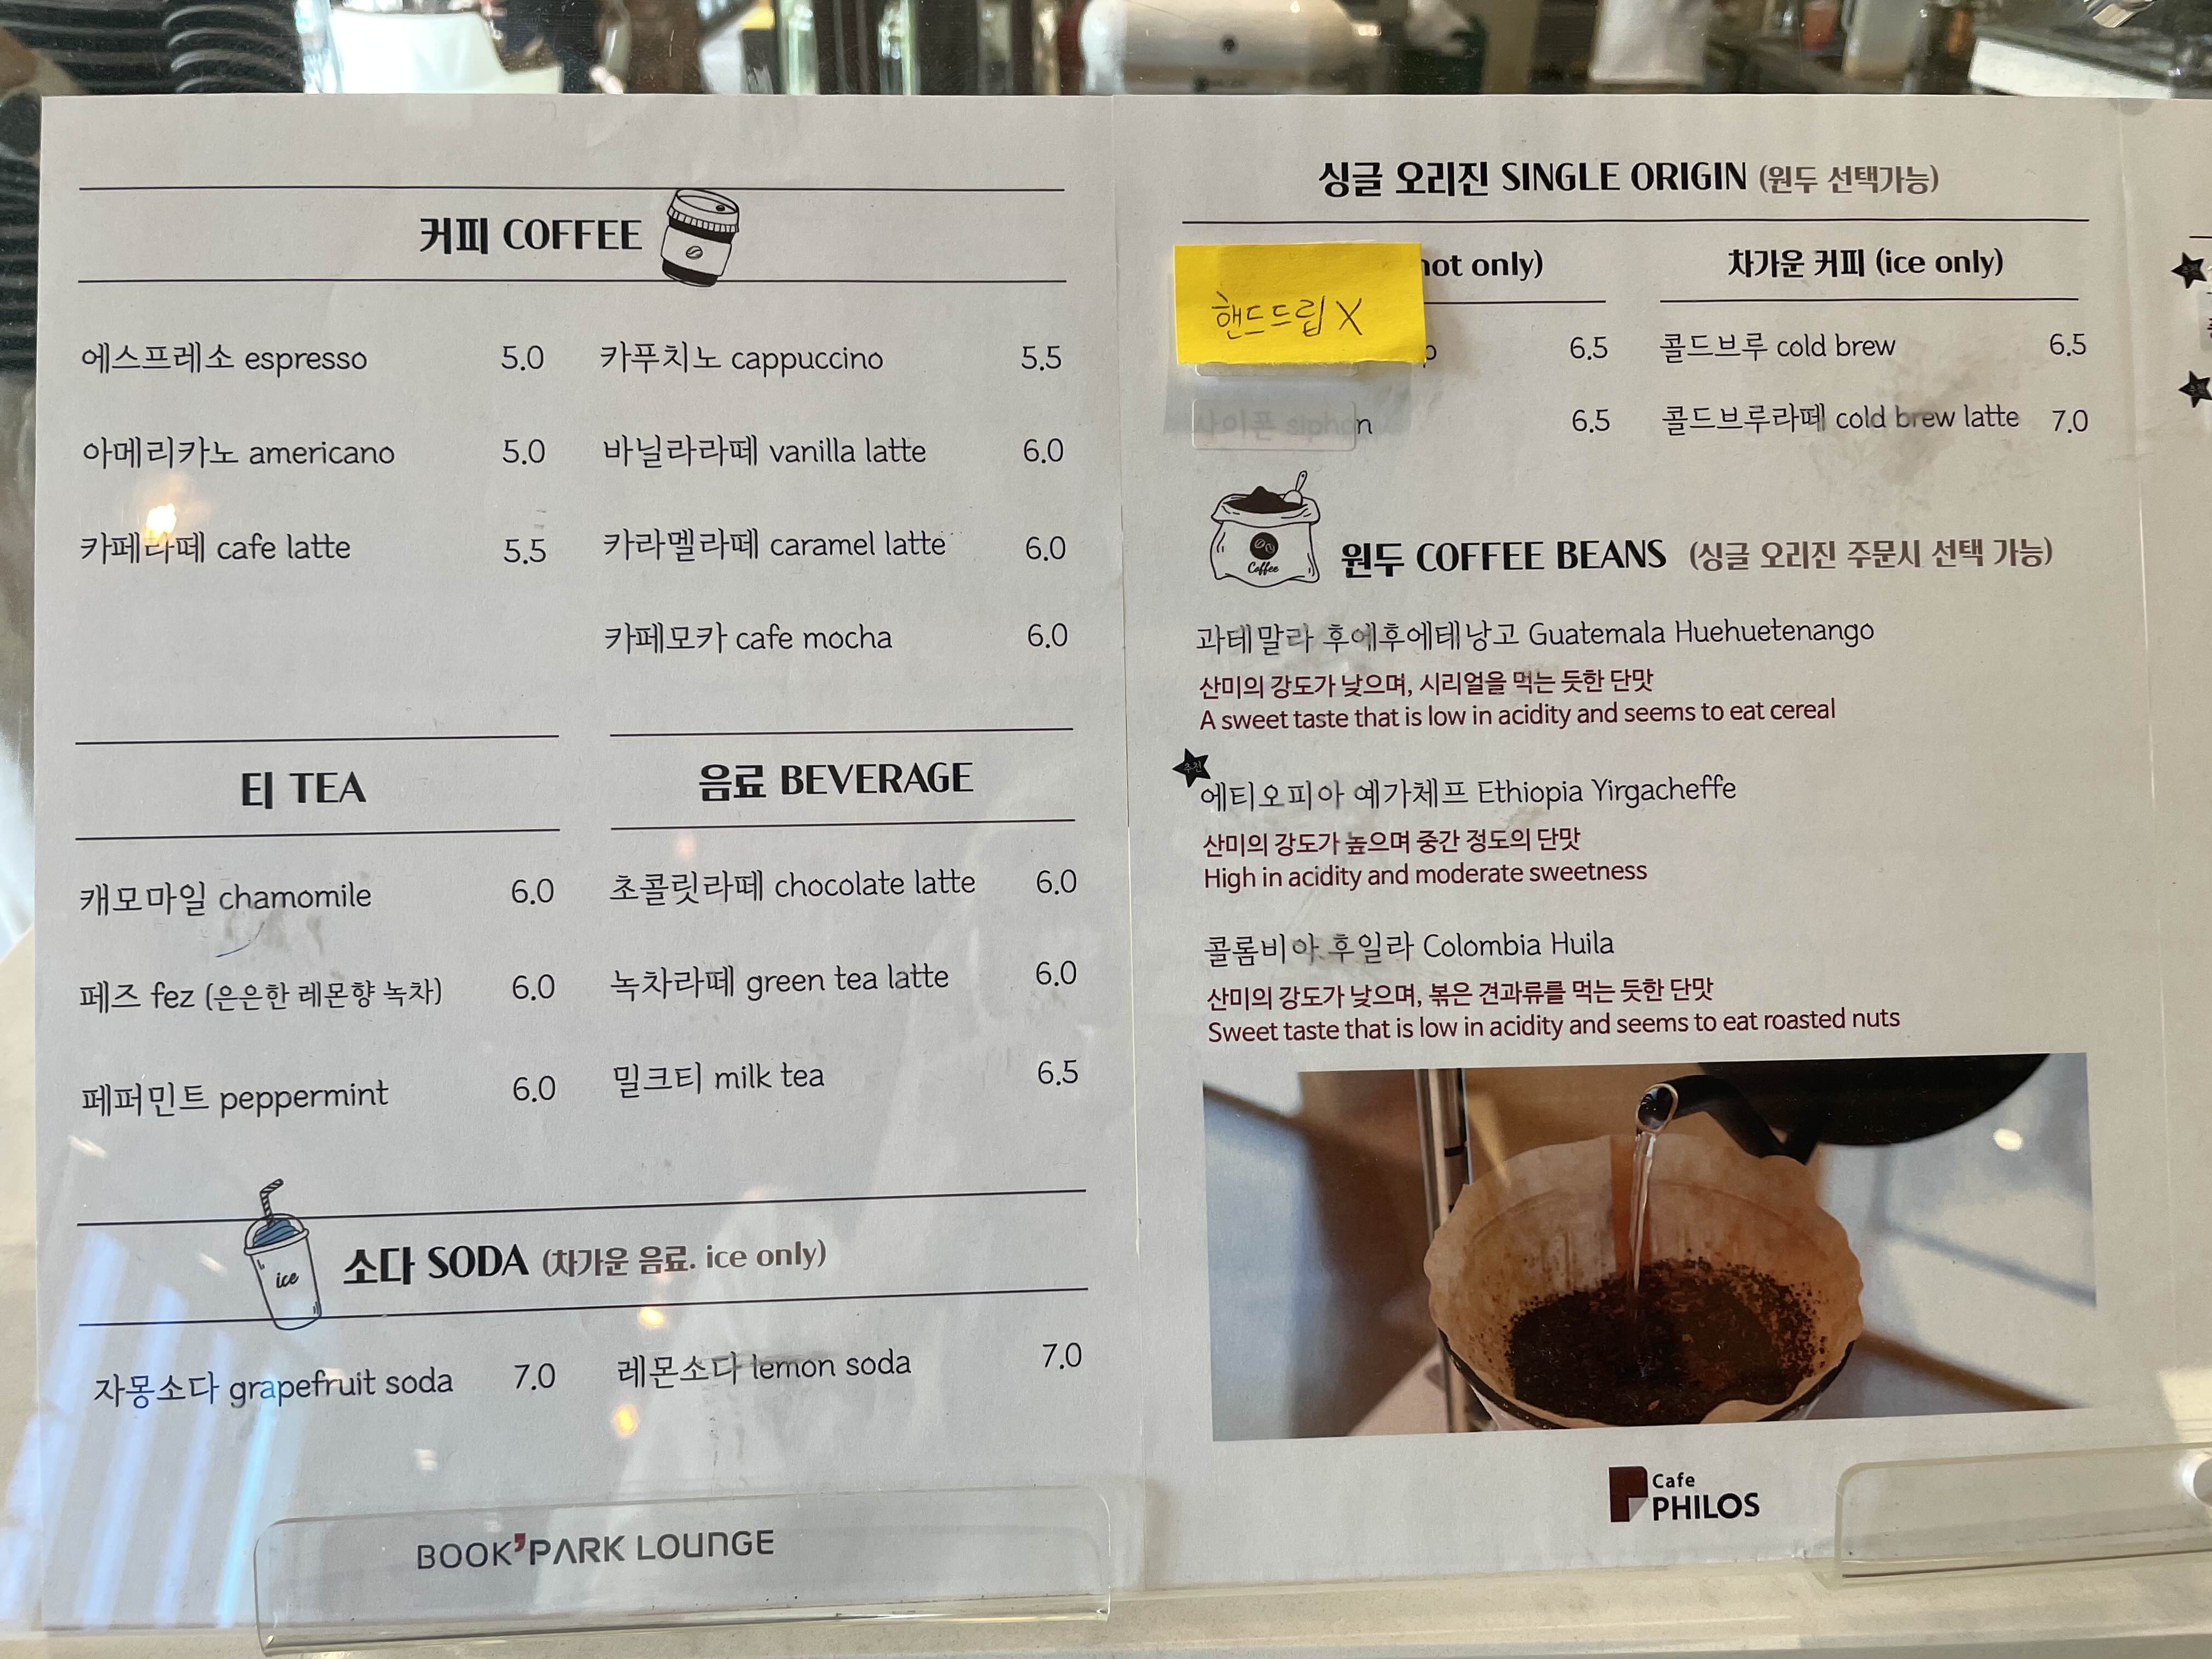 커피 COFFEE
에스프레소 espresso 5.0
아메리카노 americano 5.0
카페라떼 cafe latte 5.5
카푸치노 cappuccino 5.5
바닐라라떼 vanilla latte 6.0
카라멜라떼 caramel latte 6.0
카페모카 cafe mocha 6.0
티 TEA
캐모마일 chamomile 6.0
페즈 fez (은은한 레몬향 녹차) 6.0
페퍼민트 peppermint 6.0
음료 BEVERAGE
초콜릿라떼 chocolate latte 6.0
녹차라떼 green tea latte 6.0
밀크티 milk tea 6.5
ice
소다 SODA (차가운 음료. ice only)
자몽소다 grapefruit soda 7.0
레몬소다 lemon soda 7.0
BOOK'PARK LOUNGE
싱글 오리진 SINGLE ORIGIN (원두 선택가능)
핸드드립 X
only)
6.5
사이폰 siphon 6.5
차가운 커피 (ice only)
콜드브루 cold brew 6.5
콜드브루라떼 cold brew latte 7.0
Coffee
원두 COFFEE BEANS (싱글 오리진 주문시 선택 가능)
과테말라 후에후에테낭고 Guatemala Huehuetenango
산미의 강도가 낮으며, 시리얼을 먹는 듯한 단맛
A sweet taste that is low in acidity and seems to eat cereal
추천
에티오피아 예가체프 Ethiopia Yirgacheffe
산미의 강도가 높으며 중간 정도의 단맛
High in acidity and moderate sweetness
콜롬비아 후일라 Colombia Huila
산미의 강도가 낮으며, 볶은 견과류를 먹는 듯한 단맛
Sweet taste that is low in acidity and seems to eat roasted nuts
Cafe
PHILOS